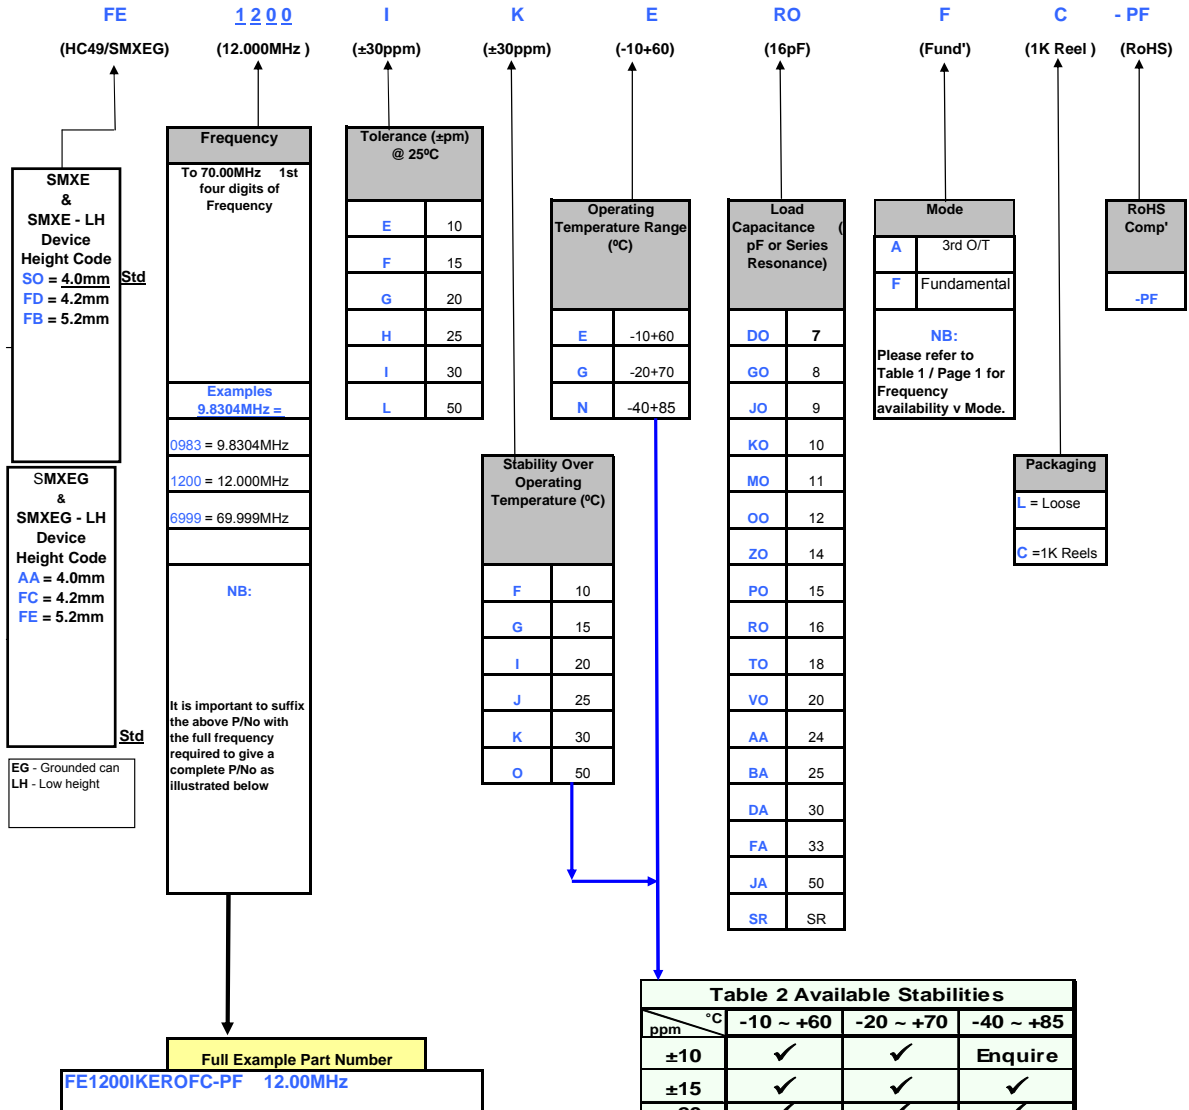 FE 1200 I K E RO F C - PF
(HC49/SMXEG) (12.000MHz ) (±30ppm) (±30ppm) (-10+60) (16pF) (Fund') (1K Reel ) (RoHS)
SMXE
&
SMXE - LH
Device
Height Code
SO = 4.0mm Std
FD = 4.2mm
FB = 5.2mm
SMXEG
&
SMXEG - LH
Device
Height Code
AA = 4.0mm
FC = 4.2mm
FE = 5.2mm
Std
EG - Grounded can
LH - Low height
Frequency
To 70.00MHz 1st
four digits of
Frequency
Examples
9.8304MHz =
0983 = 9.8304MHz
1200 = 12.000MHz
6999 = 69.999MHz
NB:
It is important to suffix
the above P/No with
the full frequency
required to give a
complete P/No as
illustrated below
Tolerance (±pm)
@ 25ºC
E 10
F 15
G 20
H 25
I 30
L 50
Stability Over
Operating
Temperature (ºC)
F 10
G 15
I 20
J 25
K 30
O 50
Operating
Temperature Range
(ºC)
E -10+60
G -20+70
N -40+85
Load
Capacitance (
pF or Series
Resonance)
DO 7
GO 8
JO 9
KO 10
MO 11
OO 12
ZO 14
PO 15
RO 16
TO 18
VO 20
AA 24
BA 25
DA 30
FA 33
JA 50
SR SR
Mode
A 3rd O/T
F Fundamental
NB:
Please refer to
Table 1 / Page 1 for
Frequency
availability v Mode.
Packaging
L = Loose
C =1K Reels
RoHS
Comp'
-PF
Full Example Part Number
FE1200IKEROFC-PF 12.00MHz
Table 2 Available Stabilities
ppm °C -10 ~ +60 -20 ~ +70 -40 ~ +85
±10 ✓ ✓ Enquire
±15 ✓ ✓ ✓